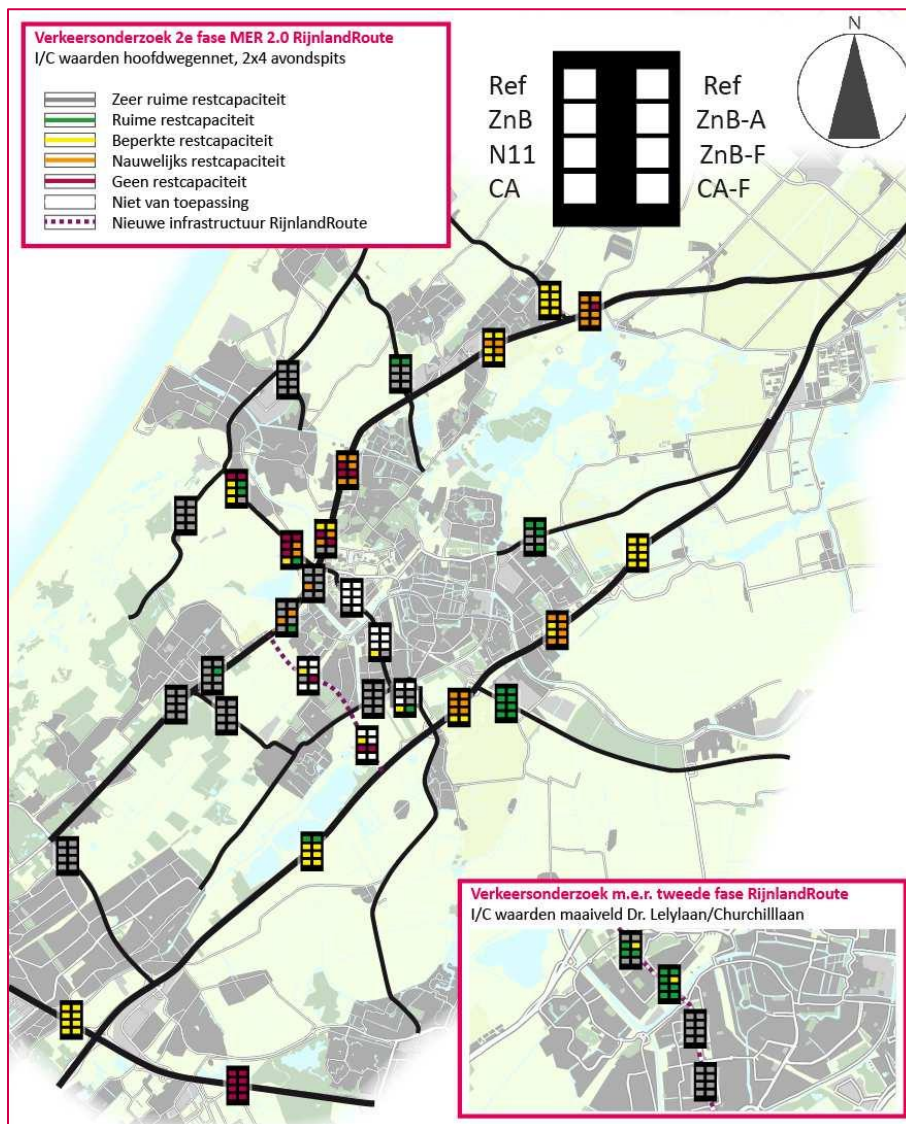 Verkeersonderzoek 2e fase MER 2.0 RijnlandRoute
I/C waarden hoofdwegennet, 2x4 avondspits
Zeer ruime restcapaciteit
Ruime restcapaciteit
Beperkte restcapaciteit
Nauwelijks restcapaciteit
Geen restcapaciteit
Niet van toepassing
Nieuwe infrastructuur RijnlandRoute
Ref Ref
ZnB ZnB-A
N11 ZnB-F
CA CA-F
N
Verkeersonderzoek m.e.r. tweede fase RijnlandRoute
I/C waarden maaiveld Dr. Lelylaan/Churchilllaan